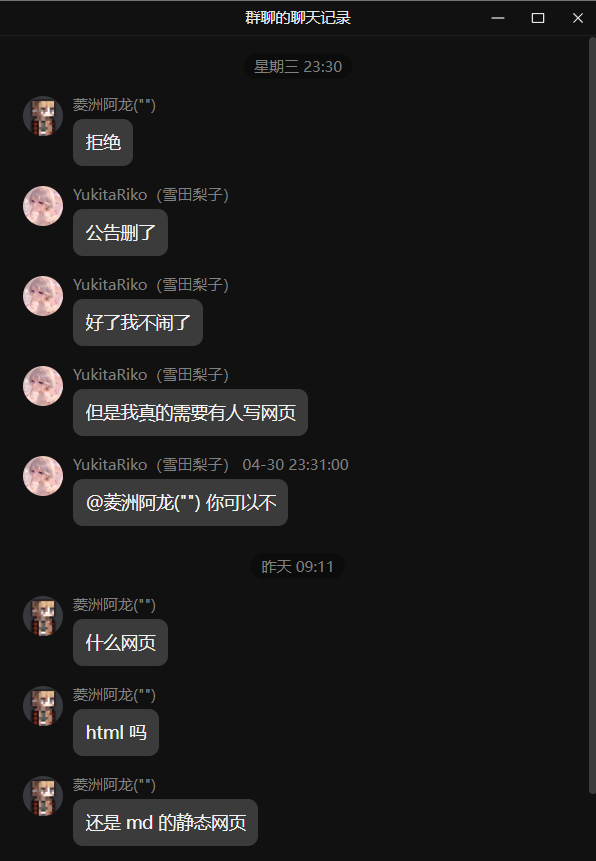 群聊的聊天记录
星期三 23:30
菱洲阿龙("")
拒绝
YukitaRiko（雪田梨子）
公告删了
YukitaRiko（雪田梨子）
好了我不闹了
YukitaRiko（雪田梨子）
但是我真的需要有人写网页
YukitaRiko（雪田梨子） 04-30 23:31:00
@菱洲阿龙("") 你可以不
昨天 09:11
菱洲阿龙("")
什么网页
菱洲阿龙("")
html 吗
菱洲阿龙("")
还是 md 的静态网页